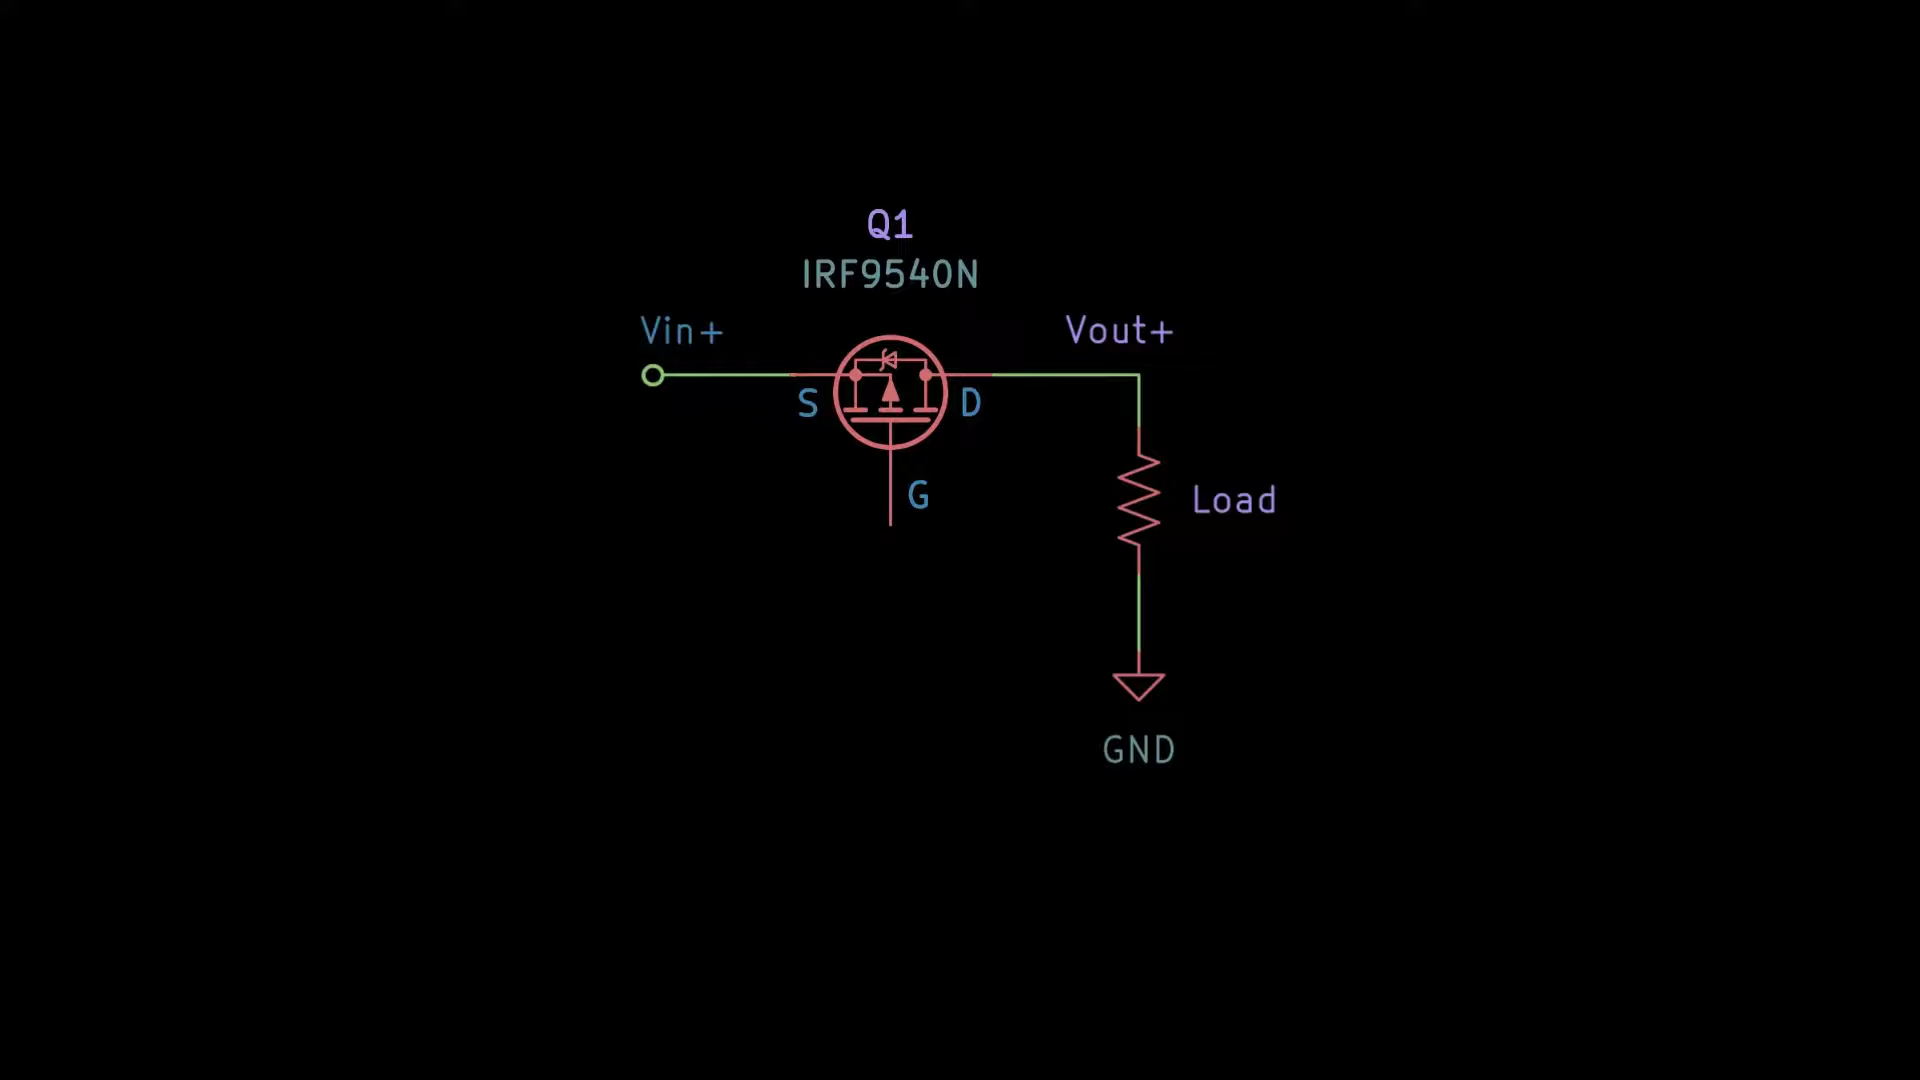 Q1
IRF9540N
Vin+
Vout+
S
D
G
Load
GND